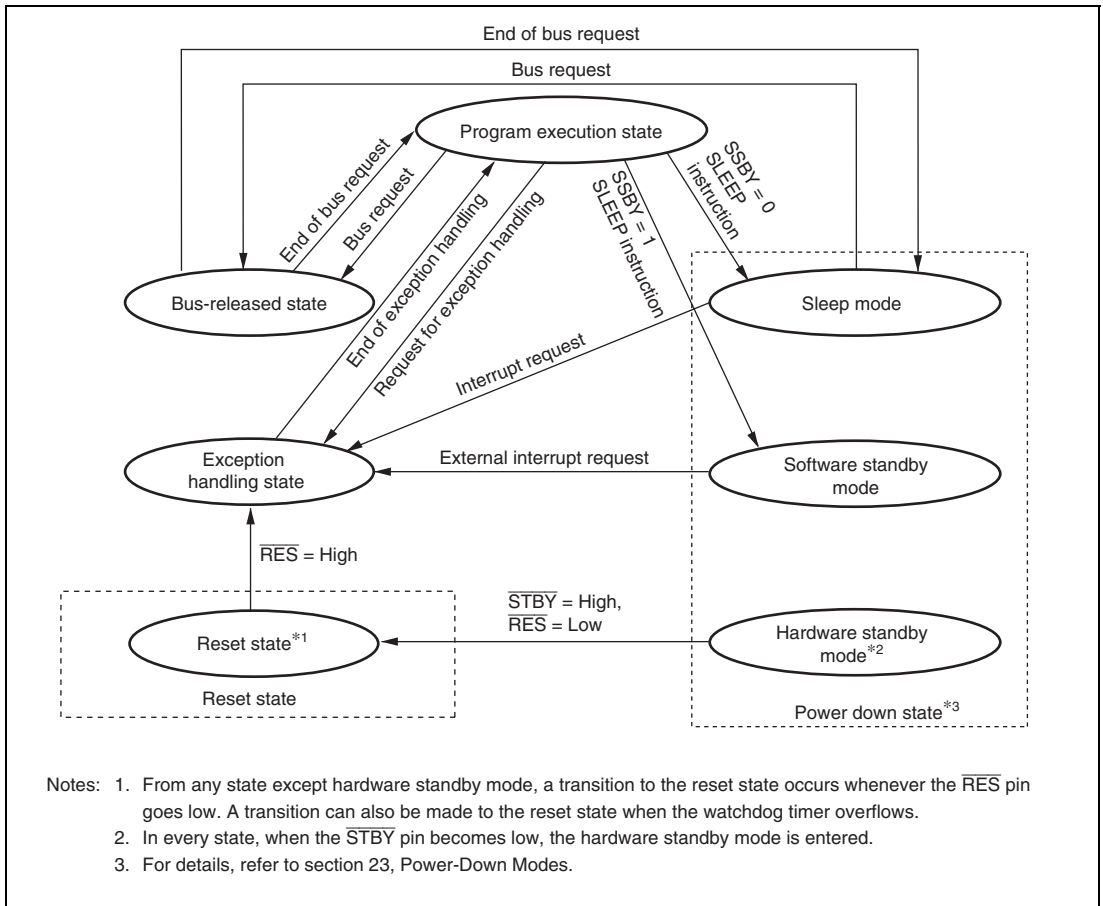 End of bus request
Bus request
Program execution state
End of bus request
Bus request
SSBY = 0
SLEEP
instruction
SSBY = 1
SLEEP instruction
End of exception handling
Request for exception handling
Bus-released state
Sleep mode
Interrupt request
Exception
handling state
External interrupt request
Software standby
mode
RES = High
STBY = High,
RES = Low
Reset state*1
Hardware standby
mode*2
Reset state
Power down state*3
Notes: 1. From any state except hardware standby mode, a transition to the reset state occurs whenever the RES pin
goes low. A transition can also be made to the reset state when the watchdog timer overflows.
2. In every state, when the STBY pin becomes low, the hardware standby mode is entered.
3. For details, refer to section 23, Power-Down Modes.